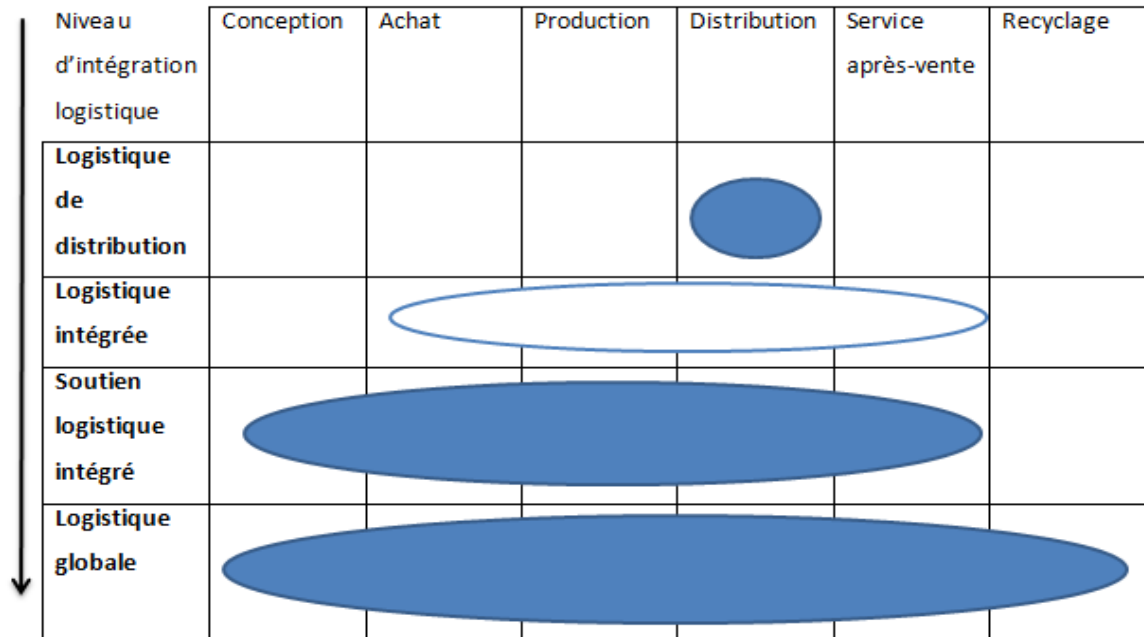 Niveau Conception Achat Production Distribution Service Recyclage
d'intégration après-vente
logistique
Logistique
de
distribution
Logistique
intégrée
Soutien
logistique
intégré
Logistique
globale